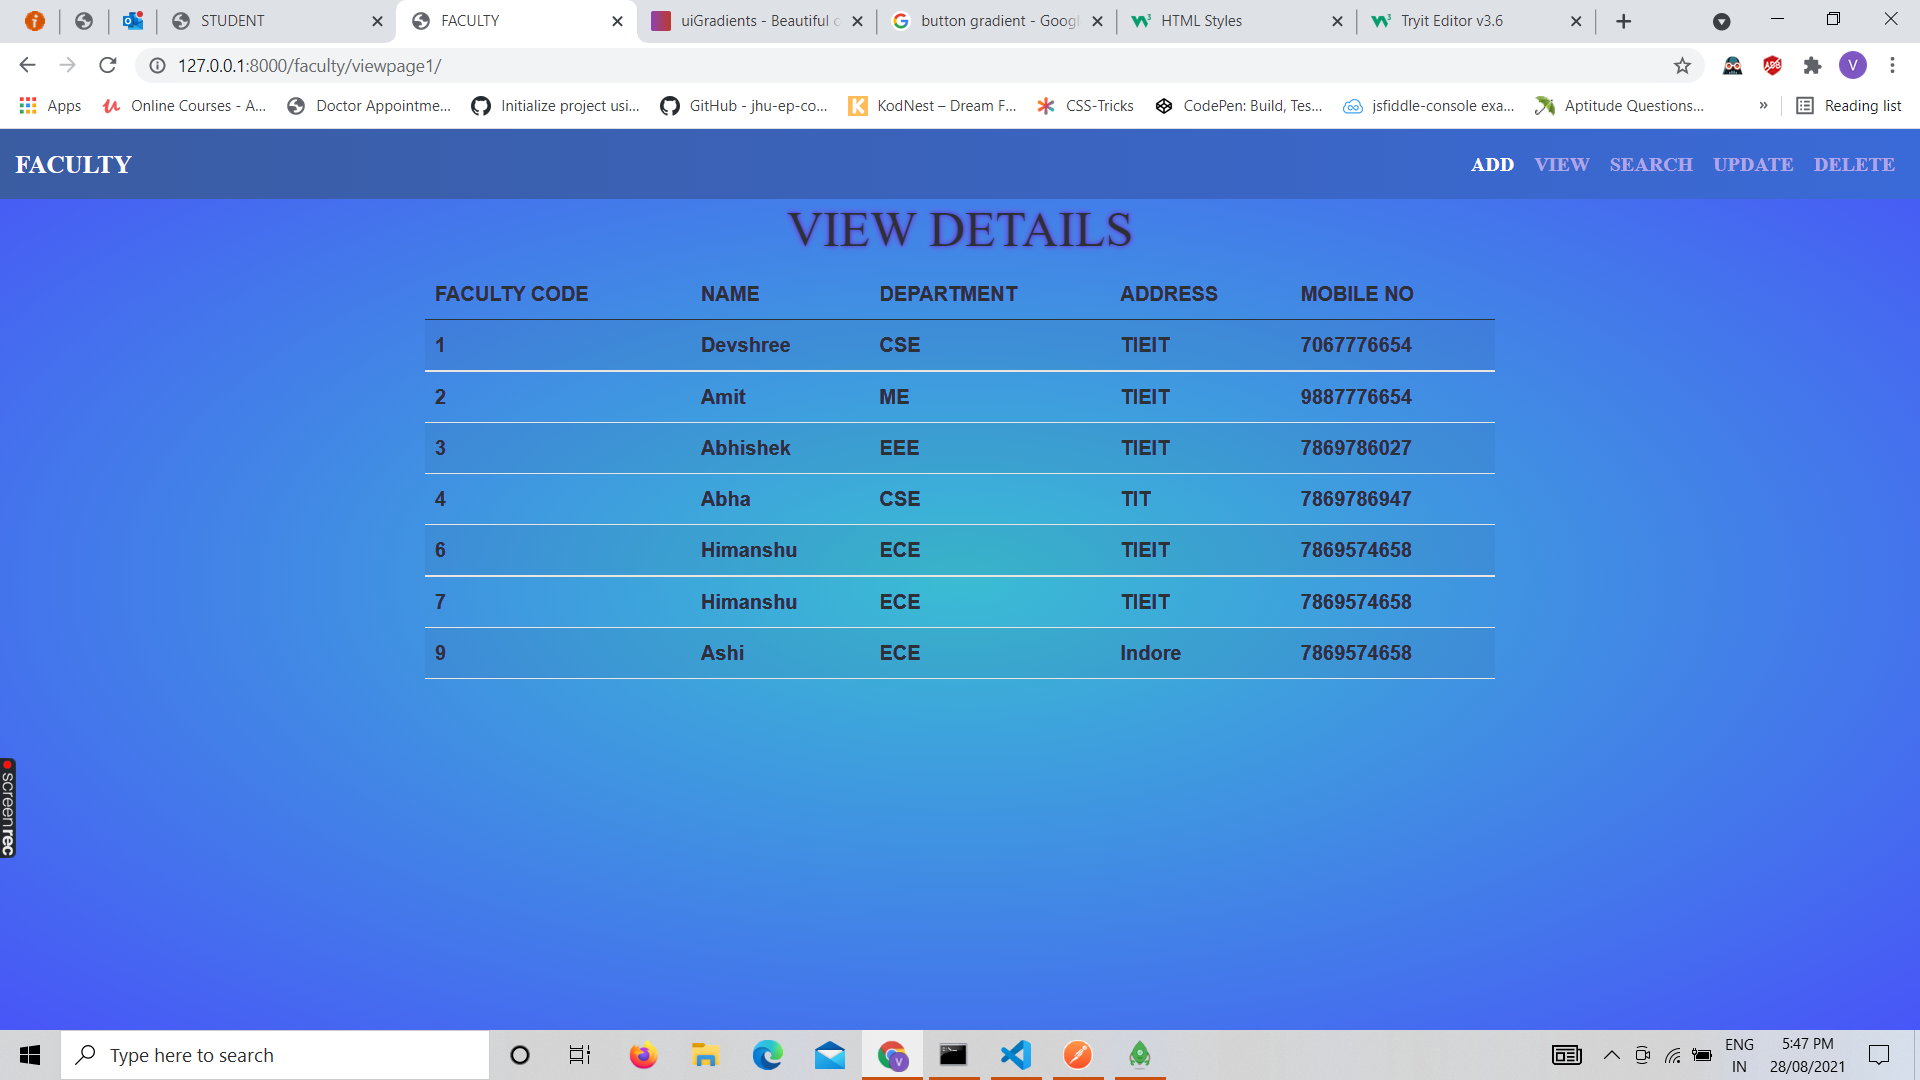 STUDENT FACULTY uiGradients - Beautiful button gradient - Goog HTML Styles Tryit Editor v3.6
127.0.0.1:8000/faculty/viewpage1/ V
Apps Online Courses - A... Doctor Appointme... Initialize project usi... GitHub - jhu-ep-co... KodNest – Dream F... CSS-Tricks CodePen: Build, Tes... jsfiddle-console exa... Aptitude Questions... » Reading list
FACULTY ADD VIEW SEARCH UPDATE DELETE
VIEW DETAILS
FACULTY CODE NAME DEPARTMENT ADDRESS MOBILE NO
1 Devshree CSE TIEIT 7067776654
2 Amit ME TIEIT 9887776654
3 Abhishek EEE TIEIT 7869786027
4 Abha CSE TIT 7869786947
6 Himanshu ECE TIEIT 7869574658
7 Himanshu ECE TIEIT 7869574658
9 Ashi ECE Indore 7869574658
screenrec
Type here to search
ENG
IN
5:47 PM
28/08/2021